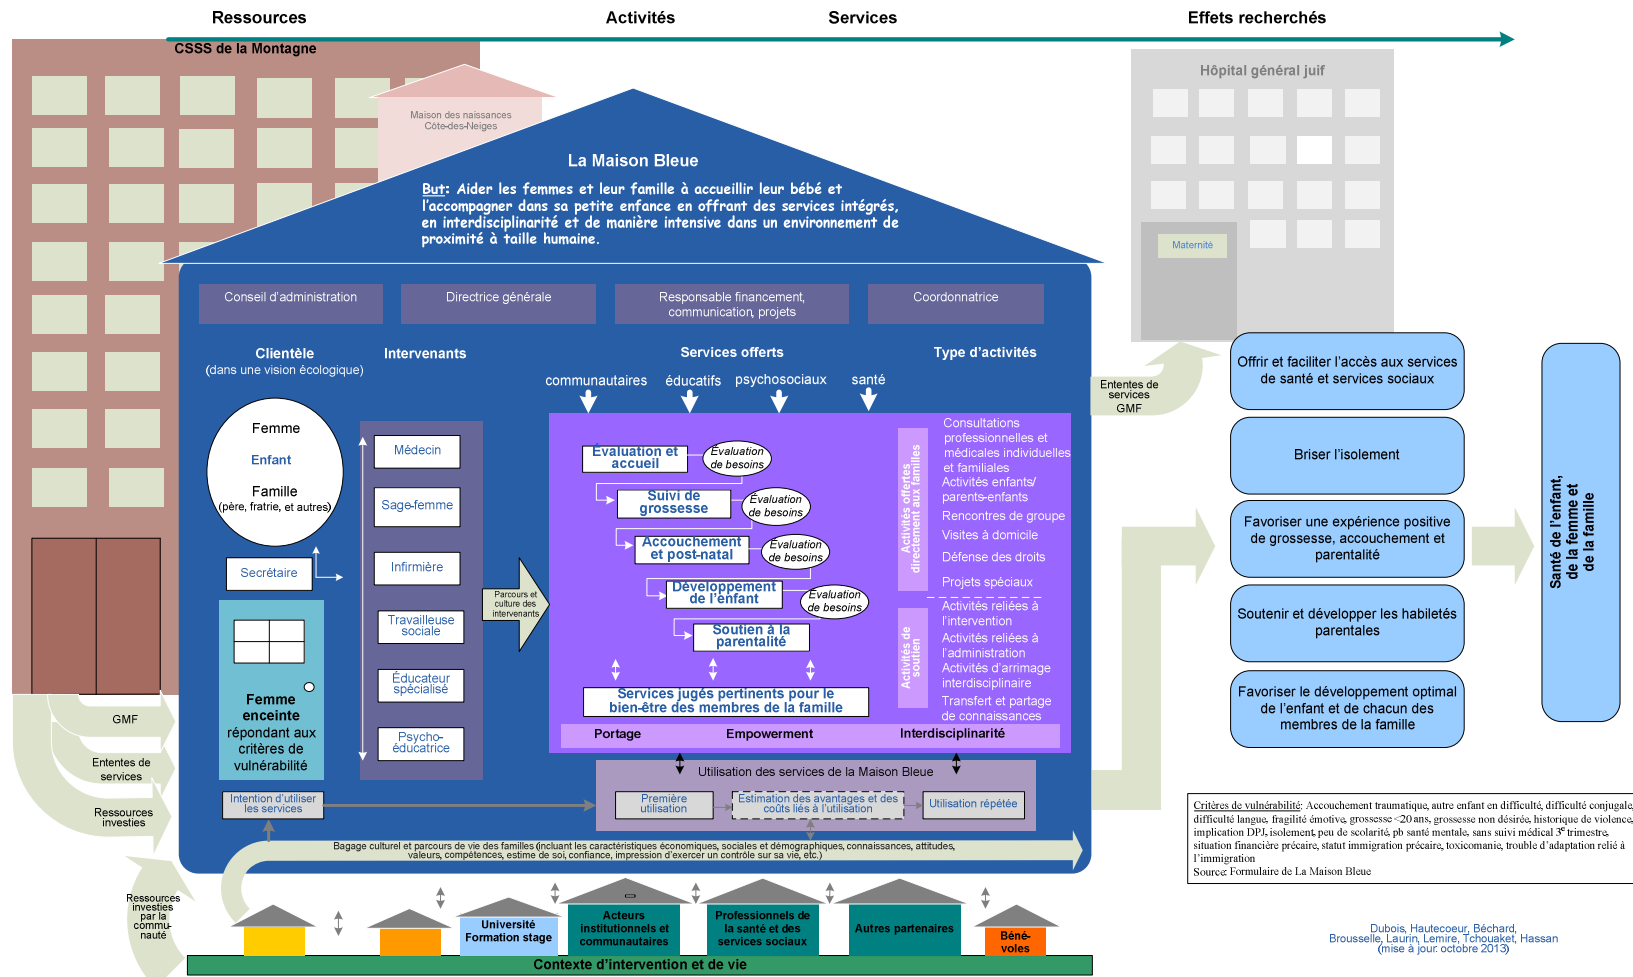 Ressources
Activités
Services
Effets recherchés
CSSS de la Montagne
Maison des naissances
Côte-des-Neiges
Hôpital général juif
Maternité
La Maison Bleue
But: Aider les femmes et leur famille à accueillir leur bébé et
l'accompagner dans sa petite enfance en offrant des services intégrés,
en interdisciplinarité et de manière intensive dans un environnement de
proximité à taille humaine.
Conseil d'administration
Directrice générale
Responsable financement,
communication, projets
Coordonnatrice
Clientèle
(dans une vision écologique)
Intervenants
Services offerts
Type d'activités
communautaires
éducatifs
psychosociaux
santé
Femme
Enfant
Famille
(père, fratrie, et autres)
Secrétaire
Femme
enceinte
répondant aux
critères de
vulnérabilité
Médecin
Sage-femme
Infirmière
Travailleuse
sociale
Éducateur
spécialisé
Psycho-
éducatrice
Parcours et
culture des
intervenants
Évaluation et
accueil
Évaluation
de besoins
Suivi de
grossesse
Évaluation
de besoins
Accouchement
et post-natal
Évaluation
de besoins
Développement
de l'enfant
Évaluation
de besoins
Soutien à la
parentalité
Services jugés pertinents pour le
bien-être des membres de la famille
Activités offertes
directement aux familles
Consultations
professionnelles et
médicales individuelles
et familiales
Activités enfants/
parents-enfants
Rencontres de groupe
Visites à domicile
Défense des droits
Projets spéciaux
Activités de
soutien
Activités reliées à
l'intervention
Activités reliées à
l'administration
Activités d'arrimage
interdisciplinaire
Transfert et partage
de connaissances
Portage
Empowerment
Interdisciplinarité
Utilisation des services de la Maison Bleue
Intention d'utiliser
les services
Première
utilisation
Estimation des avantages et des
coûts liés à l'utilisation
Utilisation répétée
Bagage culturel et parcours de vie des familles (incluant les caractéristiques économiques, sociales et démographiques, connaissances, attitudes,
valeurs, compétences, estime de soi, confiance, impression d'exercer un contrôle sur sa vie, etc.)
GMF
Ententes de
services
Ressources
investies
Ressources
investies
par la
commu-
nauté
Ententes de
services
GMF
Offrir et faciliter l'accès aux services
de santé et services sociaux
Briser l'isolement
Favoriser une expérience positive
de grossesse, accouchement et
parentalité
Soutenir et développer les habiletés
parentales
Favoriser le développement optimal
de l'enfant et de chacun des
membres de la famille
Santé de l'enfant,
de la femme et
de la famille
Critères de vulnérabilité: Accouchement traumatique, autre enfant en difficulté, difficulté conjugale,
difficulté langue, fragilité émotive, grossesse <20 ans, grossesse non désirée, historique de violence,
implication DPJ, isolement, peu de scolarité, pb santé mentale, sans suivi médical 3e trimestre,
situation financière précaire, statut immigration précaire, toxicomanie, trouble d'adaptation relié à
l'immigration
Source: Formulaire de La Maison Bleue
Université
Formation stage
Acteurs
institutionnels et
communautaires
Professionnels de
la santé et des
services sociaux
Autres partenaires
Béné-
voles
Contexte d'intervention et de vie
Dubois, Hautecoeur, Béchard,
Brousselle, Laurin, Lemire, Tchouaket, Hassan
(mise à jour: octobre 2013)